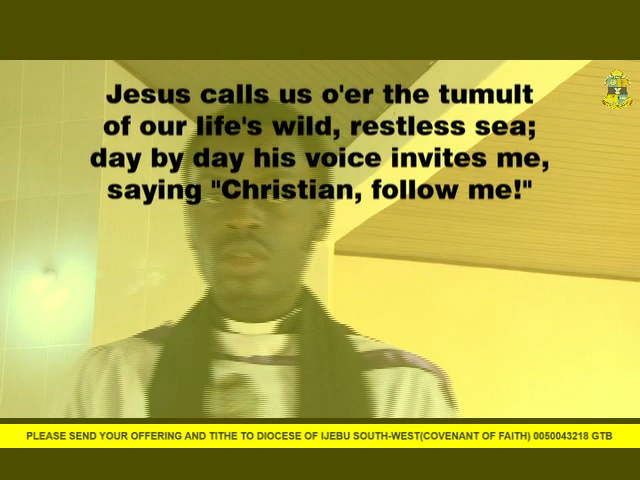 Jesus calls us o'er the tumult
of our life's wild, restless sea;
day by day his voice invites me,
saying "Christian, follow me!"
PLEASE SEND YOUR OFFERING AND TITHE TO DIOCESE OF IJEBU SOUTH-WEST(COVENANT OF FAITH) 0050043218 GTB